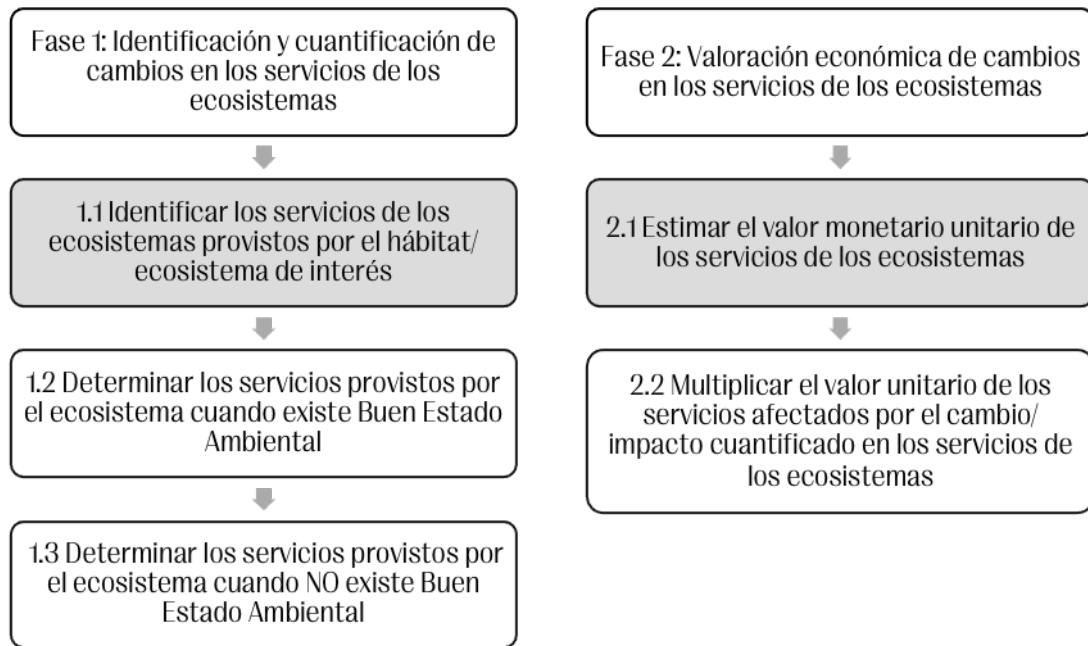 Fase 1: Identificación y cuantificación de
cambios en los servicios de los
ecosistemas
1.1 Identificar los servicios de los
ecosistemas provistos por el hábitat/
ecosistema de interés
1.2 Determinar los servicios provistos por
el ecosistema cuando existe Buen Estado
Ambiental
1.3 Determinar los servicios provistos por
el ecosistema cuando NO existe Buen
Estado Ambiental
Fase 2: Valoración económica de cambios
en los servicios de los ecosistemas
2.1 Estimar el valor monetario unitario de
los servicios de los ecosistemas
2.2 Multiplicar el valor unitario de los
servicios afectados por el cambio/
impacto cuantificado en los servicios de
los ecosistemas